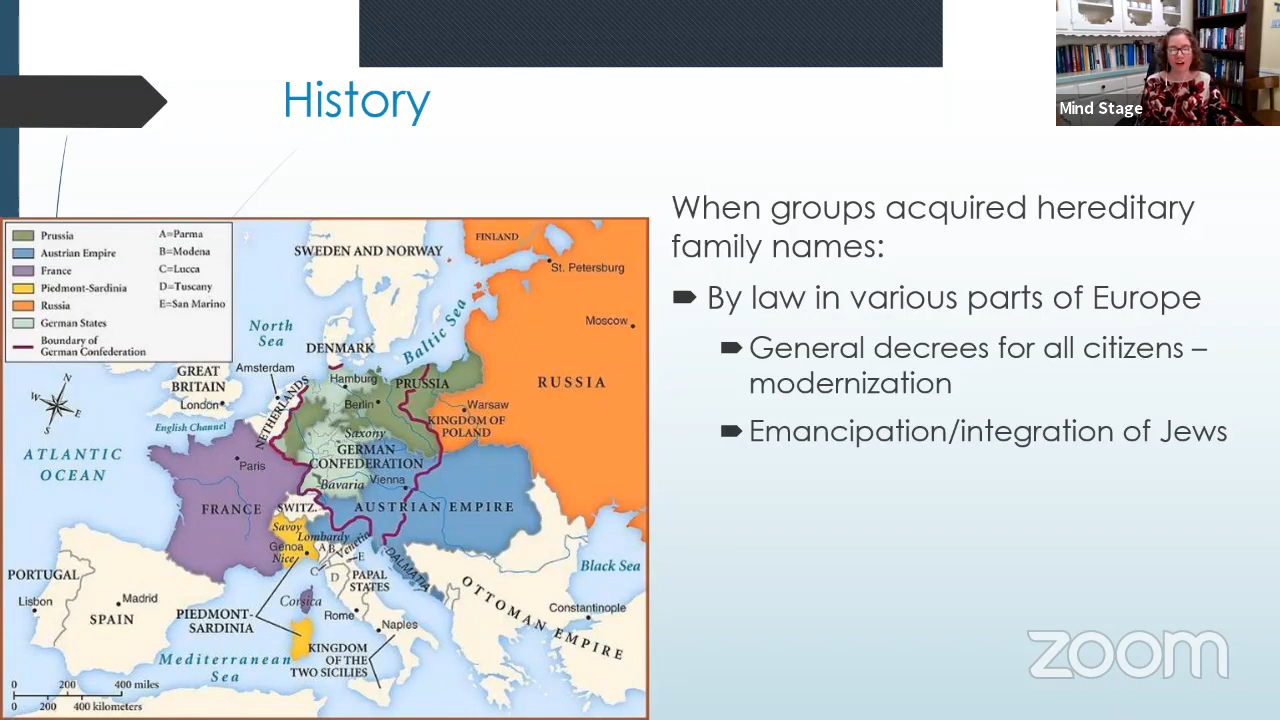 History
Mind Stage
When groups acquired hereditary
family names:
By law in various parts of Europe
General decrees for all citizens –
modernization
Emancipation/integration of Jews
Prussia
Austrian Empire
France
Piedmont-Sardinia
Russia
German States
Boundary of
German Confederation
A=Parma
B=Modena
C=Lucca
D=Tuscany
E=San Marino
SWEDEN AND NORWAY
FINLAND
St. Petersburg
Moscow
North
Sea
Baltic Sea
DENMARK
GREAT
BRITAIN
London
Amsterdam
NETHERLANDS
Hamburg
Berlin
PRUSSIA
RUSSIA
Warsaw
KINGDOM OF
POLAND
English Channel
N
W
E
S
ATLANTIC
OCEAN
Paris
Saxony
GERMAN
CONFEDERATION
Bavaria
Vienna
FRANCE
SWITZ.
AUSTRIAN EMPIRE
Savoy
Lombardy
Venetia
Genoa
Nice
A
B
C
D
E
DALMATIA
Black Sea
PORTUGAL
Lisbon
Madrid
SPAIN
PIEDMONT-
SARDINIA
Corsica
PAPAL
STATES
Rome
Naples
OTTOMAN EMPIRE
Constantinople
KINGDOM
OF THE
TWO SICILIES
Mediterranean
Sea
0 200 400 miles
0 200 400 kilometers
zoom